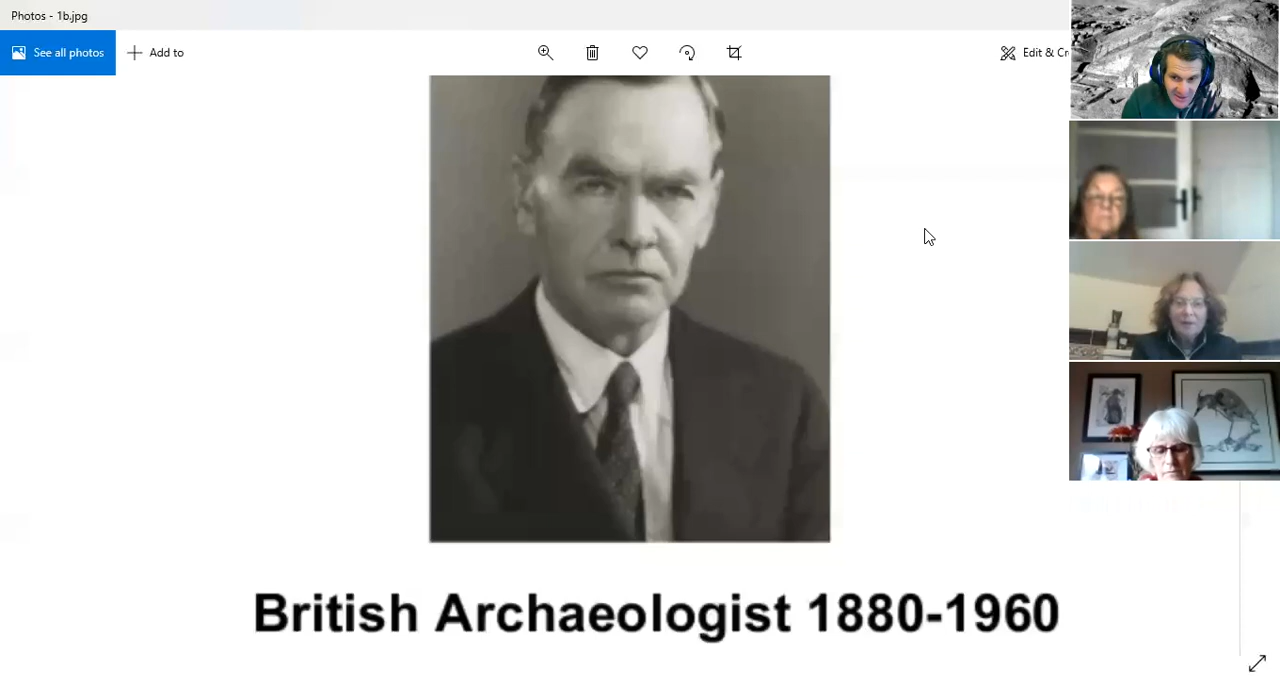 Photos - 1b.jpg
See all photos
Add to
Edit & Cr
British Archaeologist 1880-1960